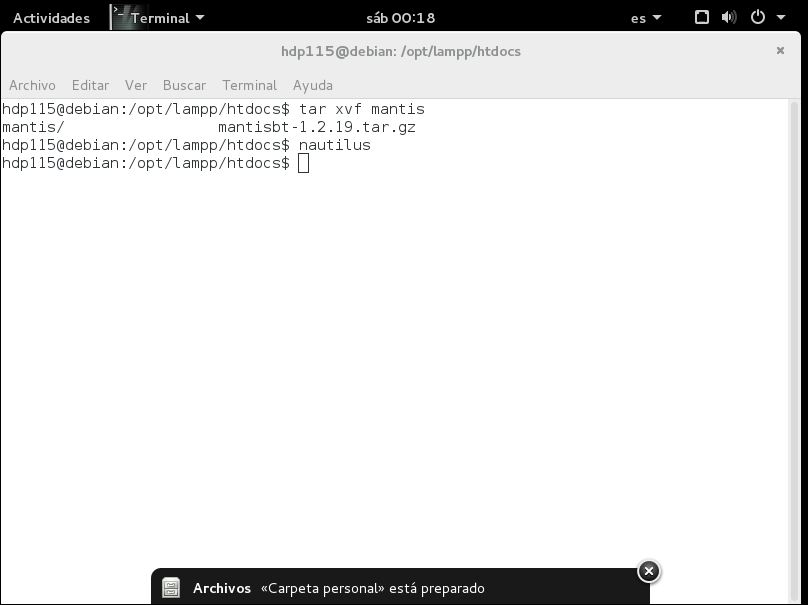 Actividades Terminal sáb 00:18 es
hdp115@debian: /opt/lampp/htdocs
Archivo Editar Ver Buscar Terminal Ayuda
hdp115@debian:/opt/lampp/htdocs$ tar xvf mantis
mantis/ mantisbt-1.2.19.tar.gz
hdp115@debian:/opt/lampp/htdocs$ nautilus
hdp115@debian:/opt/lampp/htdocs$
Archivos «Carpeta personal» está preparado